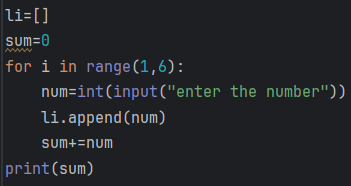 li=[]
sum=0
for i in range(1,6):
    num=int(input("enter the number"))
    li.append(num)
    sum+=num
print(sum)